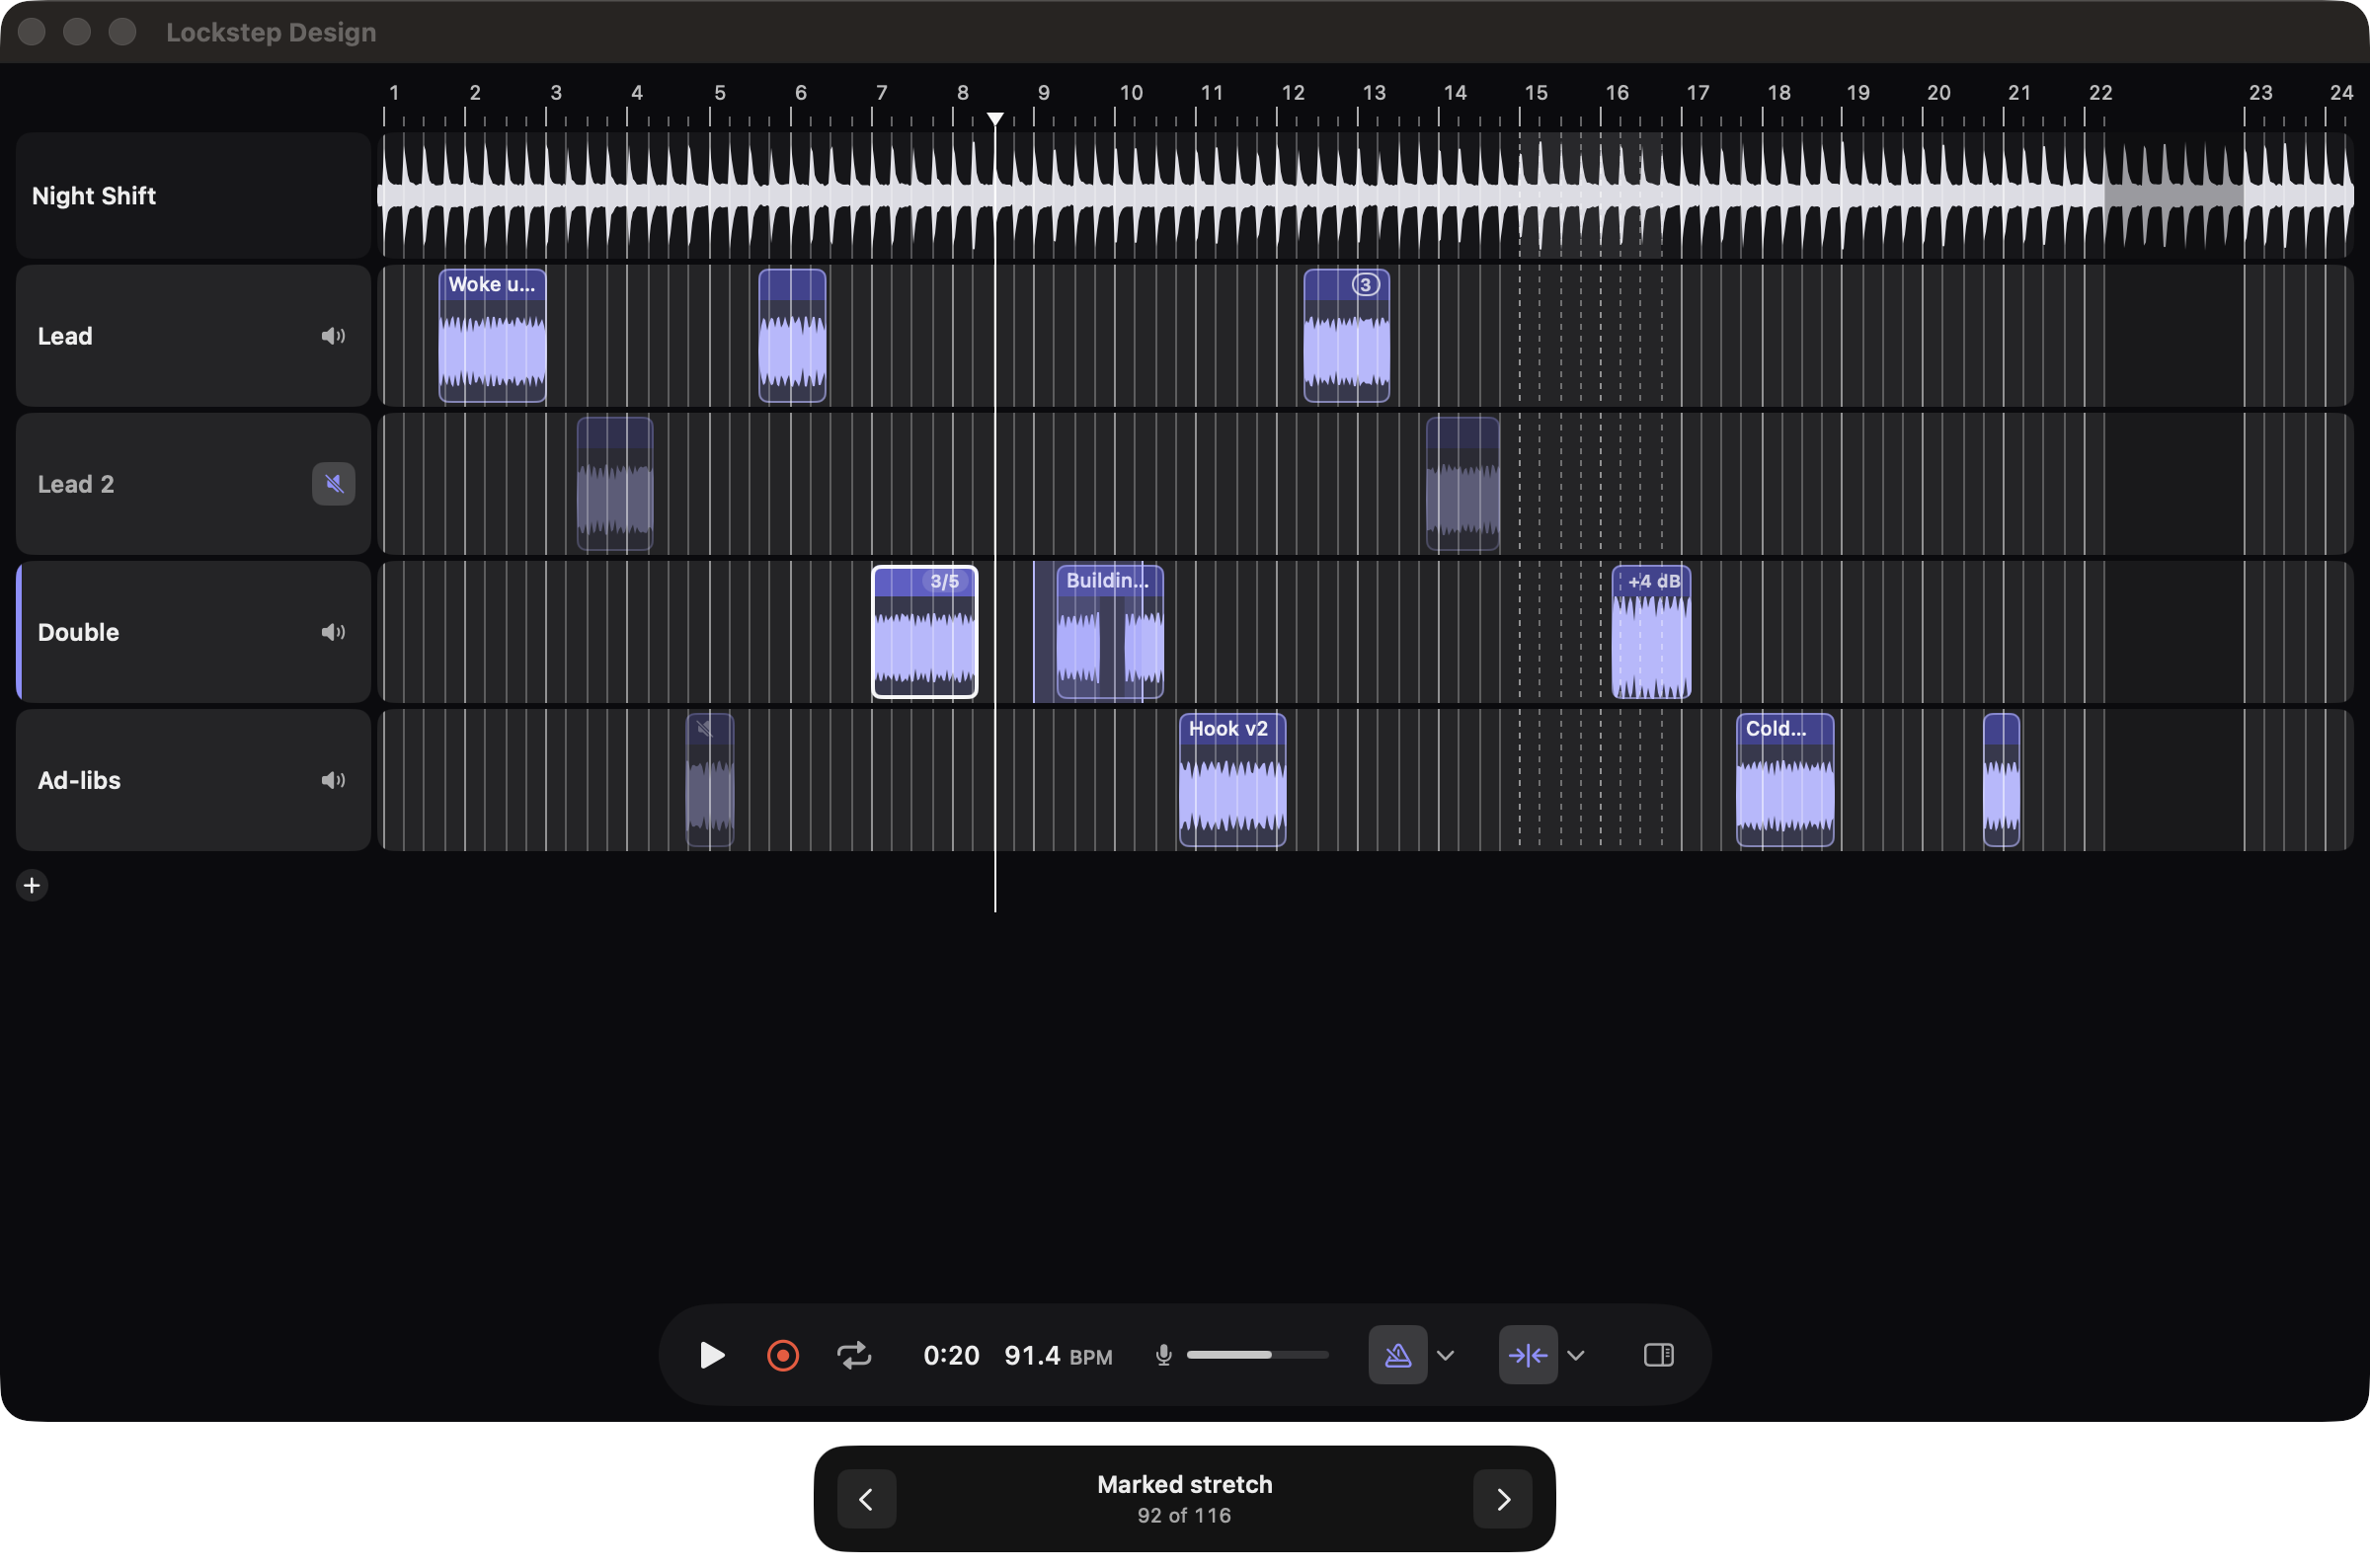 Lockstep Design
1 2 3 4 5 6 7 8 9 10 11 12 13 14 15 16 17 18 19 20 21 22 23 24
Night Shift
Lead
Woke u...
3
Lead 2
Double
3/5
Buildin...
+4 dB
Ad-libs
Hook v2
Cold...
0:20 91.4 BPM
Marked stretch
92 of 116